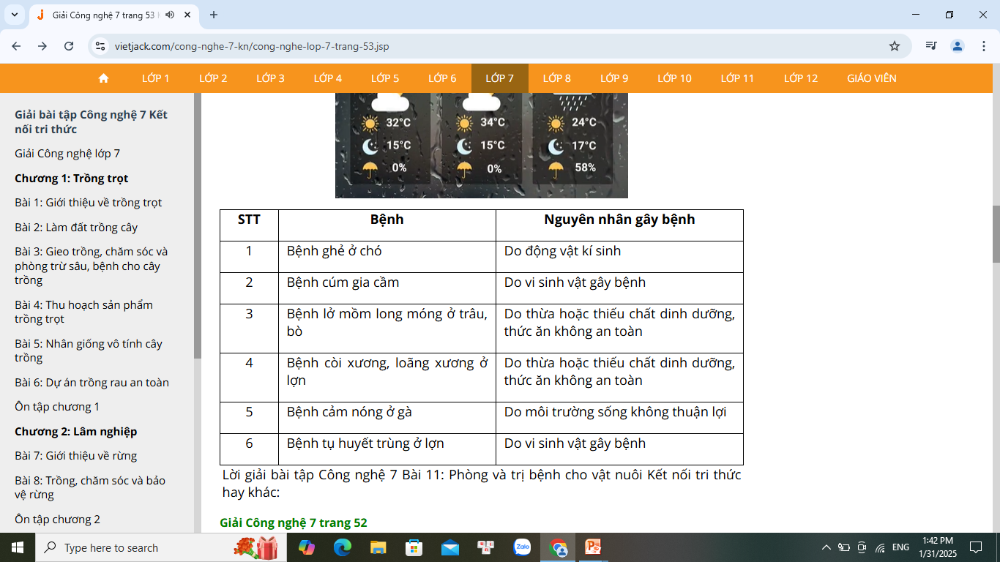 Giải Công nghệ 7 trang 53
vietjack.com/cong-nghe-7-kn/cong-nghe-lop-7-trang-53.jsp
LỚP 1 LỚP 2 LỚP 3 LỚP 4 LỚP 5 LỚP 6 LỚP 7 LỚP 8 LỚP 9 LỚP 10 LỚP 11 LỚP 12 GIÁO VIÊN
Giải bài tập Công nghệ 7 Kết
nối tri thức
Giải Công nghệ lớp 7
Chương 1: Trồng trọt
Bài 1: Giới thiệu về trồng trọt
Bài 2: Làm đất trồng cây
Bài 3: Gieo trồng, chăm sóc và
phòng trừ sâu, bệnh cho cây
trồng
Bài 4: Thu hoạch sản phẩm
trồng trọt
Bài 5: Nhân giống vô tính cây
trồng
Bài 6: Dự án trồng rau an toàn
Ôn tập chương 1
Chương 2: Lâm nghiệp
Bài 7: Giới thiệu về rừng
Bài 8: Trồng, chăm sóc và bảo
vệ rừng
Ôn tập chương 2
32°C 34°C 24°C
15°C 15°C 17°C
0% 0% 58%
STT Bệnh Nguyên nhân gây bệnh
1 Bệnh ghẻ ở chó Do động vật kí sinh
2 Bệnh cúm gia cầm Do vi sinh vật gây bệnh
3 Bệnh lở mồm long móng ở trâu, Do thừa hoặc thiếu chất dinh dưỡng,
bò thức ăn không an toàn
4 Bệnh còi xương, loãng xương ở Do thừa hoặc thiếu chất dinh dưỡng,
lợn thức ăn không an toàn
5 Bệnh cảm nóng ở gà Do môi trường sống không thuận lợi
6 Bệnh tụ huyết trùng ở lợn Do vi sinh vật gây bệnh
Lời giải bài tập Công nghệ 7 Bài 11: Phòng và trị bệnh cho vật nuôi Kết nối tri thức
hay khác:
Giải Công nghệ 7 trang 52
Type here to search
Zalo
ENG
1:42 PM
1/31/2025